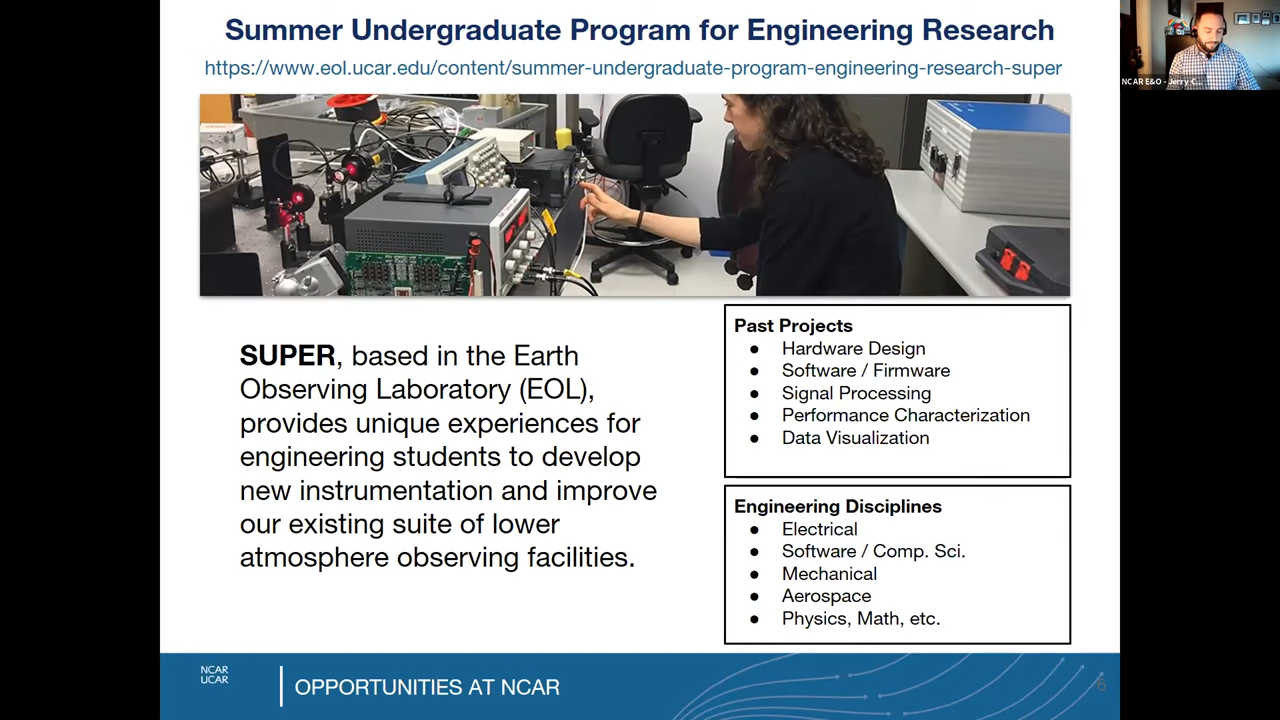 Summer Undergraduate Program for Engineering Research
https://www.eol.ucar.edu/content/summer-undergraduate-program-engineering-research-super
NCAR E&O - Jerry C...
SUPER, based in the Earth
Observing Laboratory (EOL),
provides unique experiences for
engineering students to develop
new instrumentation and improve
our existing suite of lower
atmosphere observing facilities.
Past Projects
● Hardware Design
● Software / Firmware
● Signal Processing
● Performance Characterization
● Data Visualization
Engineering Disciplines
● Electrical
● Software / Comp. Sci.
● Mechanical
● Aerospace
● Physics, Math, etc.
NCAR
UCAR
OPPORTUNITIES AT NCAR
6